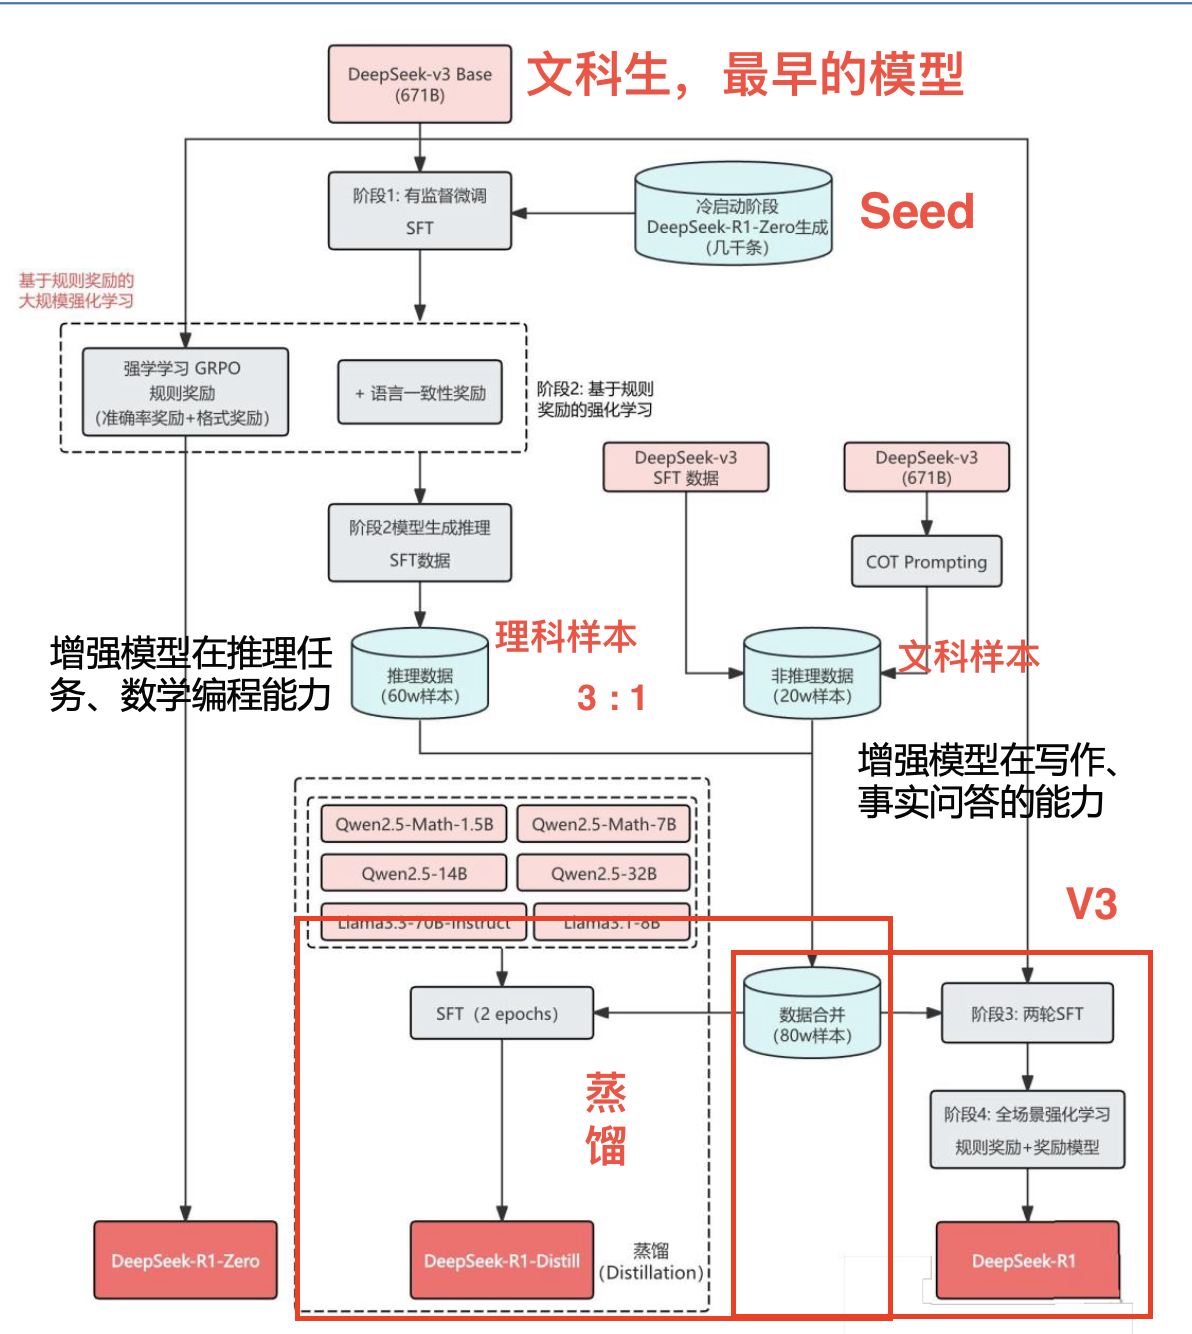 DeepSeek-v3 Base
(671B)
文科生，最早的模型
阶段1: 有监督微调
SFT
冷启动阶段
DeepSeek-R1-Zero生成
(几千条)
Seed
基于规则奖励的
大规模强化学习
强学学习 GRPO
规则奖励
(准确率奖励+格式奖励)
+ 语言一致性奖励
阶段2: 基于规则
奖励的强化学习
DeepSeek-v3
SFT 数据
DeepSeek-v3
(671B)
阶段2模型生成推理
SFT数据
COT Prompting
增强模型在推理任
务、数学编程能力
推理数据
(60w样本)
理科样本
3：1
非推理数据
(20w样本)
文科样本
增强模型在写作、
事实问答的能力
Qwen2.5-Math-1.5B
Qwen2.5-Math-7B
Qwen2.5-14B
Qwen2.5-32B
Llama3.3-70B-Instruct
Llama3.1-8B
V3
SFT（2 epochs）
数据合并
(80w样本)
阶段3: 两轮SFT
蒸
馏
阶段4: 全场景强化学习
规则奖励+奖励模型
DeepSeek-R1-Zero
DeepSeek-R1-Distill
蒸馏
(Distillation)
DeepSeek-R1